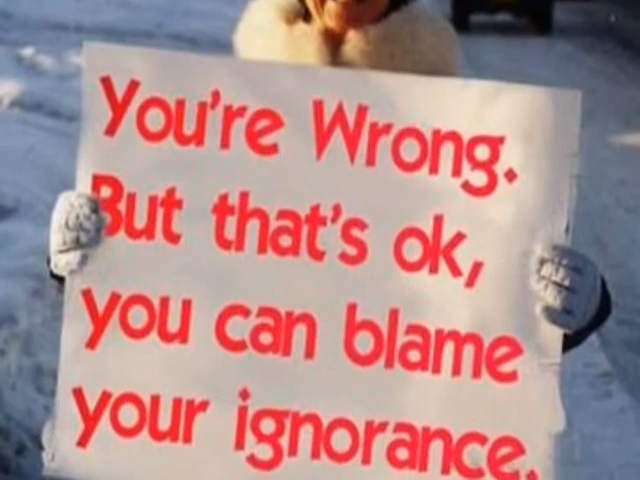 You're Wrong.
But that's ok,
you can blame
your ignorance.